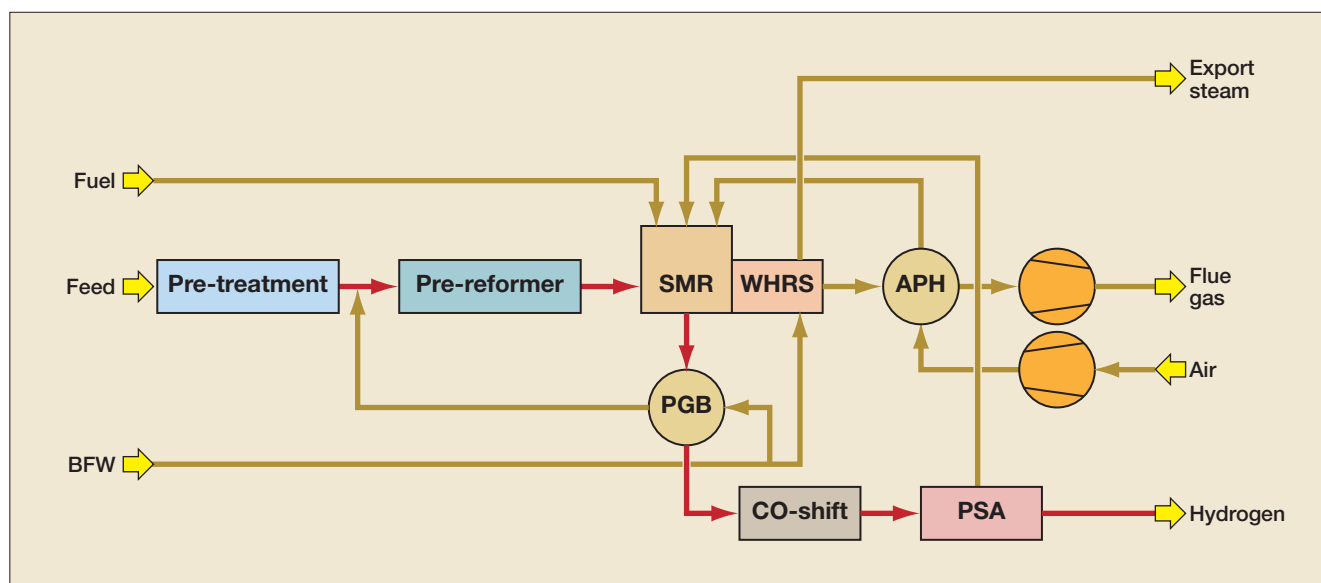 Export
steam
Fuel
Feed
Pre-treatment
Pre-reformer
SMR
WHRS
APH
Flue
gas
Air
PGB
BFW
CO-shift
PSA
Hydrogen